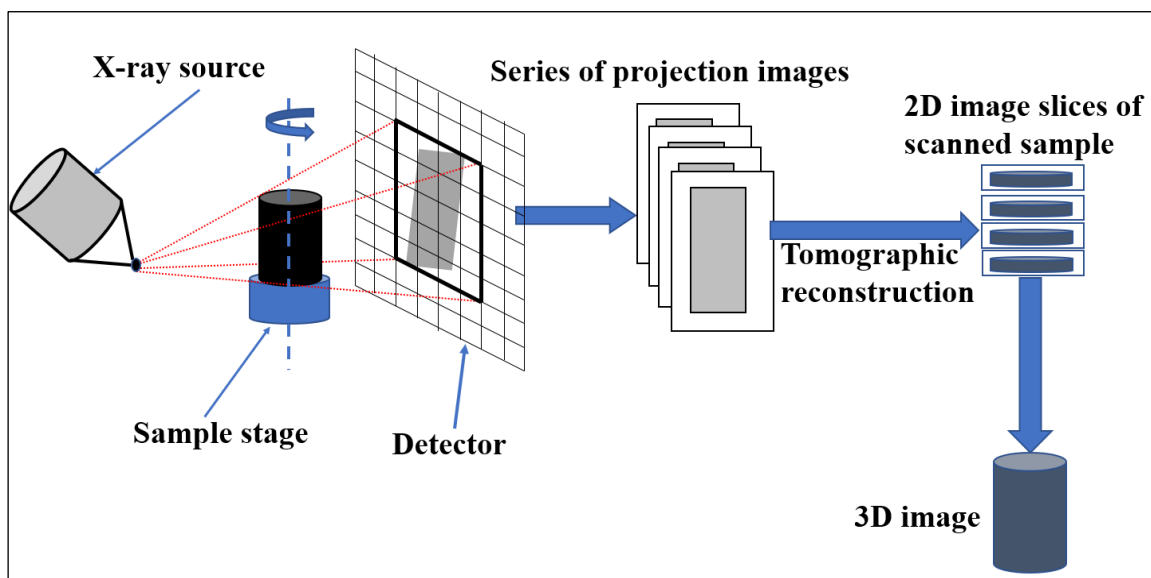 X-ray source
Series of projection images
2D image slices of
scanned sample
Tomographic
reconstruction
Sample stage
Detector
3D image